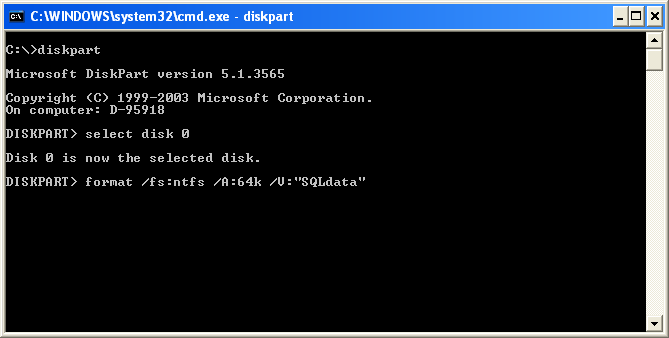 C:\WINDOWS\system32\cmd.exe - diskpart
C:\>diskpart
Microsoft DiskPart version 5.1.3565
Copyright (C) 1999-2003 Microsoft Corporation.
On computer: D-95918
DISKPART> select disk 0
Disk 0 is now the selected disk.
DISKPART> format /fs:ntfs /A:64k /V:"SQLdata"